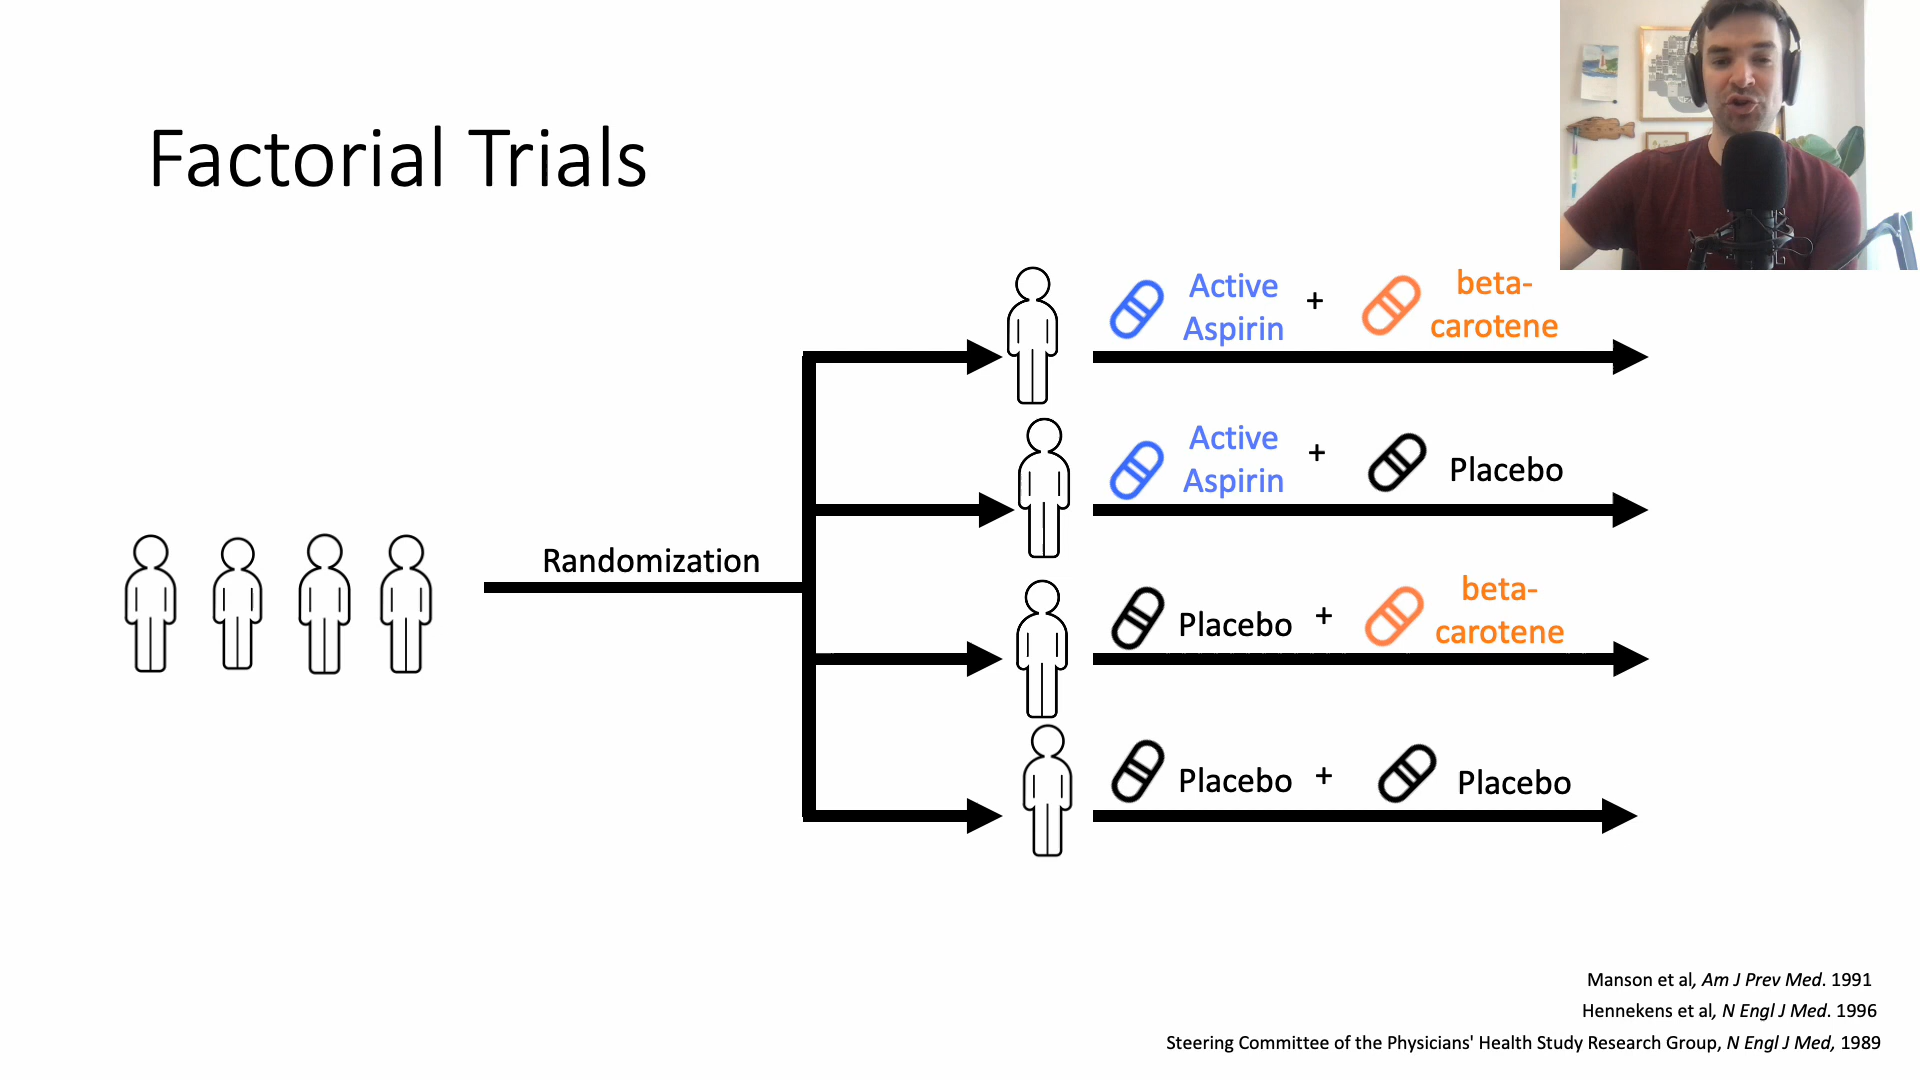 Factorial Trials
Active
Aspirin
+
beta-
carotene
Active
Aspirin
+
Placebo
Randomization
Placebo
+
beta-
carotene
Placebo
+
Placebo
Manson et al, Am J Prev Med. 1991
Hennekens et al, N Engl J Med. 1996
Steering Committee of the Physicians' Health Study Research Group, N Engl J Med, 1989